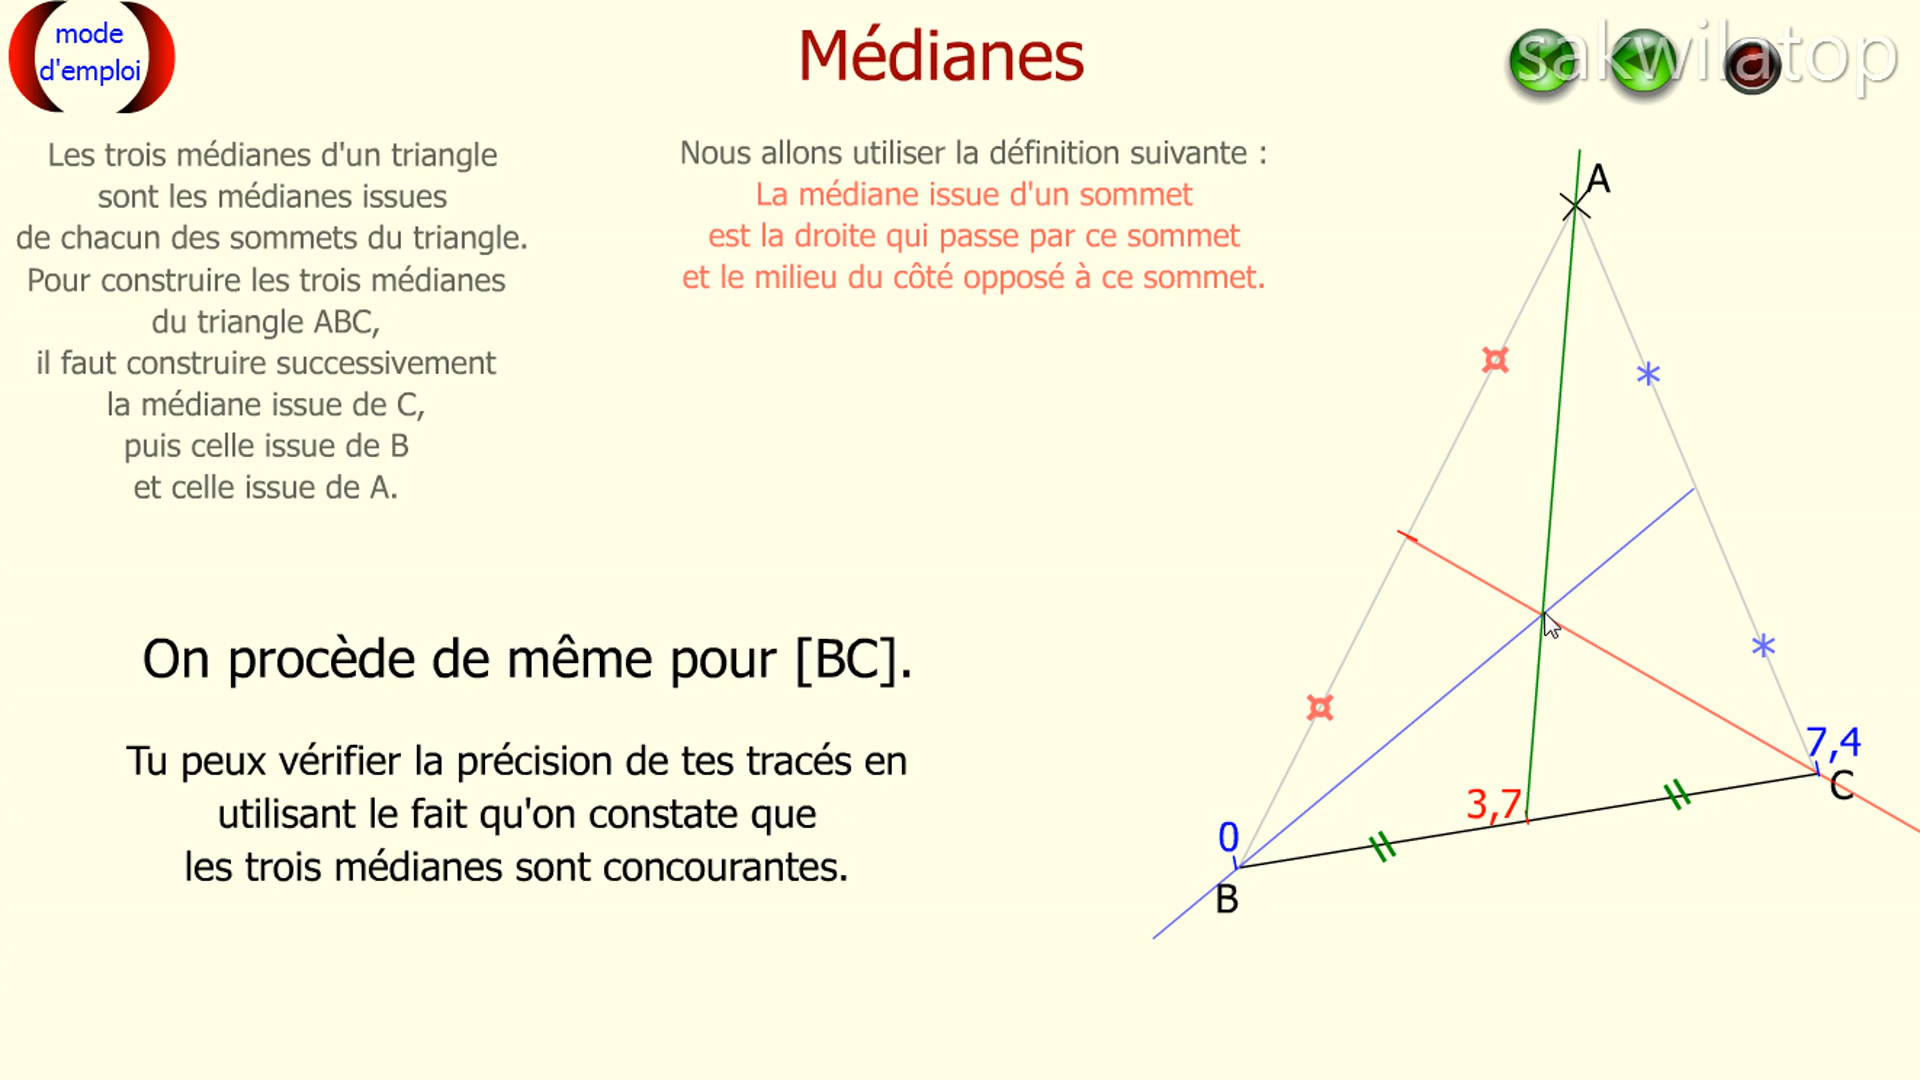 mode
d'emploi
Médianes
sakwilatop
Les trois médianes d'un triangle
sont les médianes issues
de chacun des sommets du triangle.
Pour construire les trois médianes
du triangle ABC,
il faut construire successivement
la médiane issue de C,
puis celle issue de B
et celle issue de A.
Nous allons utiliser la définition suivante :
La médiane issue d'un sommet
est la droite qui passe par ce sommet
et le milieu du côté opposé à ce sommet.
On procède de même pour [BC].
Tu peux vérifier la précision de tes tracés en
utilisant le fait qu'on constate que
les trois médianes sont concourantes.
A
7,4
C
3,7
0
B